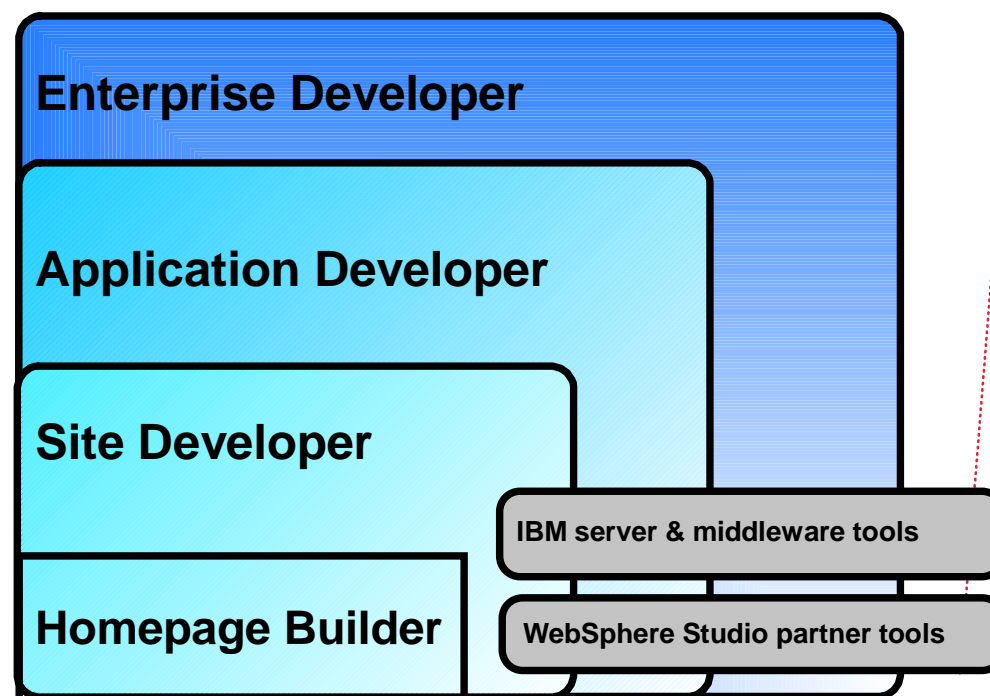 Enterprise Developer
Application Developer
Site Developer
IBM server & middleware tools
Homepage Builder
WebSphere Studio partner tools